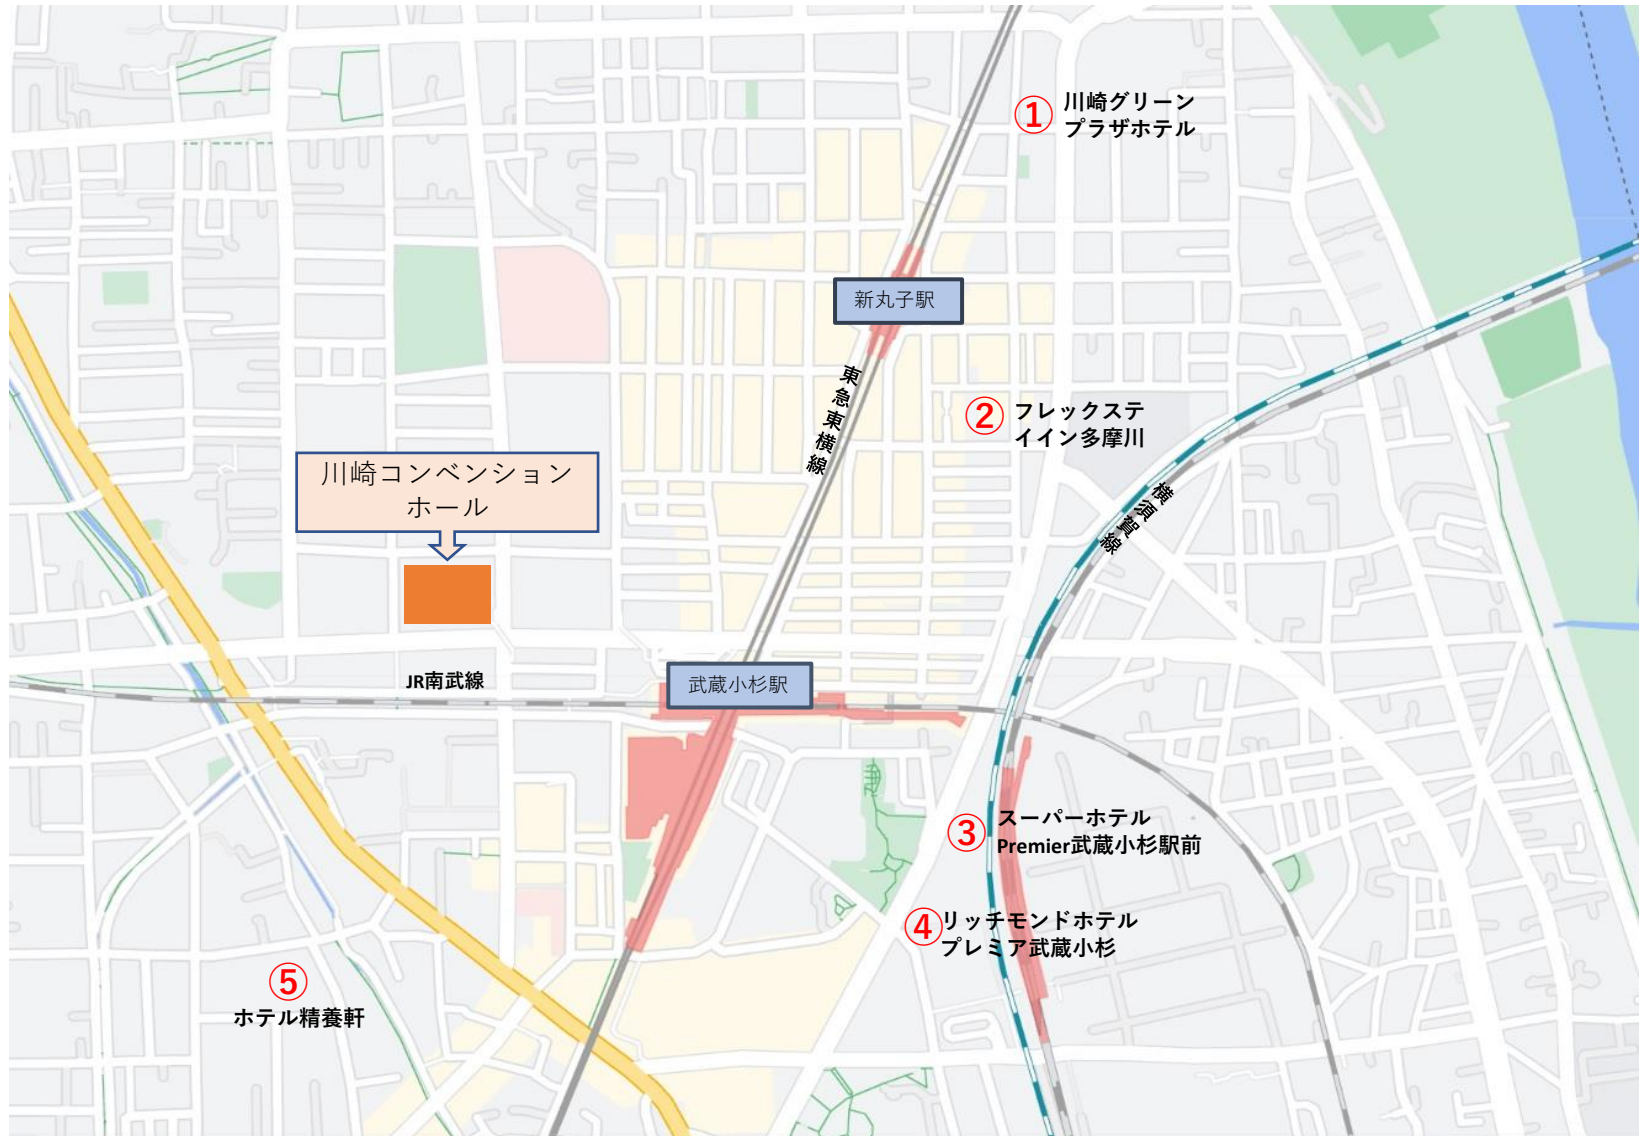 ①
川崎グリーン
プラザホテル
新丸子駅
東急東横線
②
フレックステ
イイン多摩川
川崎コンベンション
ホール
横須賀線
JR南武線
武蔵小杉駅
③
スーパーホテル
Premier武蔵小杉駅前
④
リッチモンドホテル
プレミア武蔵小杉
⑤
ホテル精養軒